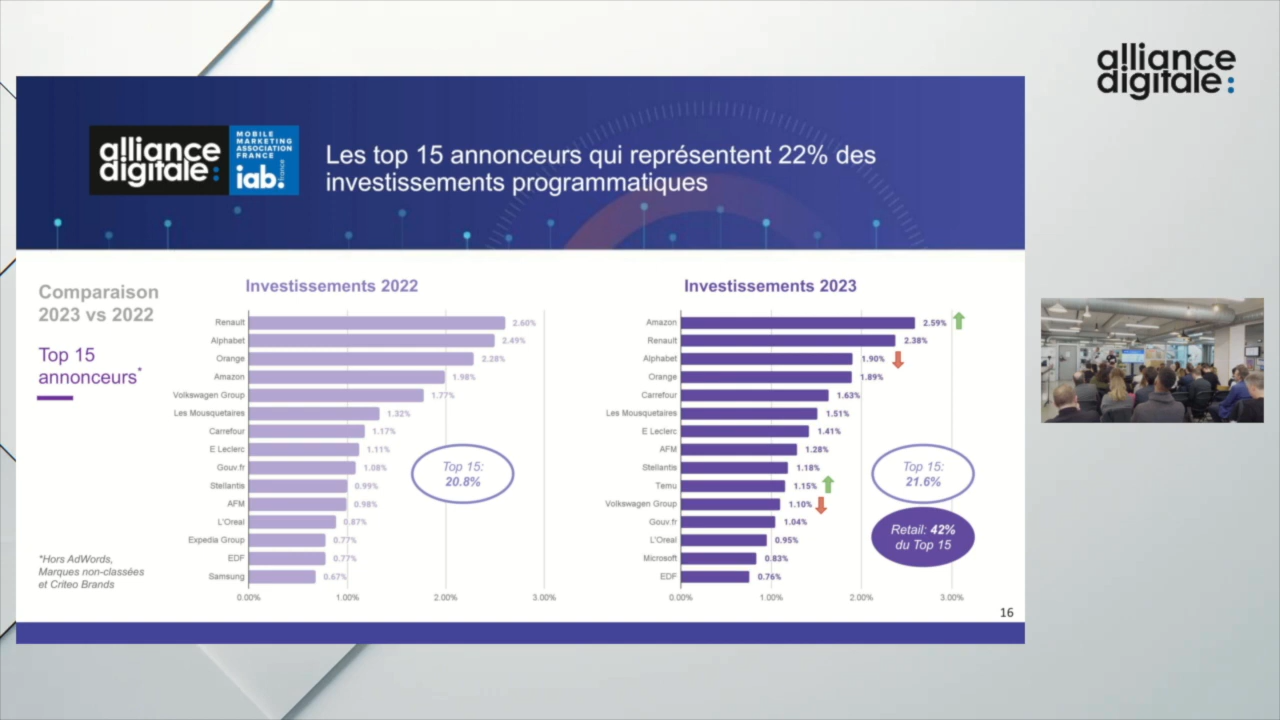 alliance
digitale:
alliance
digitale:
MOBILE
MARKETING
ASSOCIATION
FRANCE
iab.
france
Les top 15 annonceurs qui représentent 22% des
investissements programmatiques
Comparaison
2023 vs 2022
Top 15
annonceurs*
*Hors AdWords,
Marques non-classées
et Criteo Brands
Investissements 2022
Renault 2.60%
Alphabet 2.49%
Orange 2.28%
Amazon 1.98%
Volkswagen Group 1.77%
Les Mousquetaires 1.32%
Carrefour 1.17%
E Leclerc 1.11%
Gouv.fr 1.08%
Stellantis 0.99%
AFM 0.98%
L'Oreal 0.87%
Expedia Group 0.77%
EDF 0.77%
Samsung 0.67%
0.00% 1.00% 2.00% 3.00%
Top 15:
20.8%
Investissements 2023
Amazon 2.59%
Renault 2.38%
Alphabet 1.90%
Orange 1.89%
Carrefour 1.63%
Les Mousquetaires 1.51%
E Leclerc 1.41%
AFM 1.28%
Stellantis 1.18%
Temu 1.15%
Volkswagen Group 1.10%
Gouv.fr 1.04%
L'Oreal 0.95%
Microsoft 0.83%
EDF 0.76%
0.00% 1.00% 2.00% 3.00%
Top 15:
21.6%
Retail: 42%
du Top 15
16